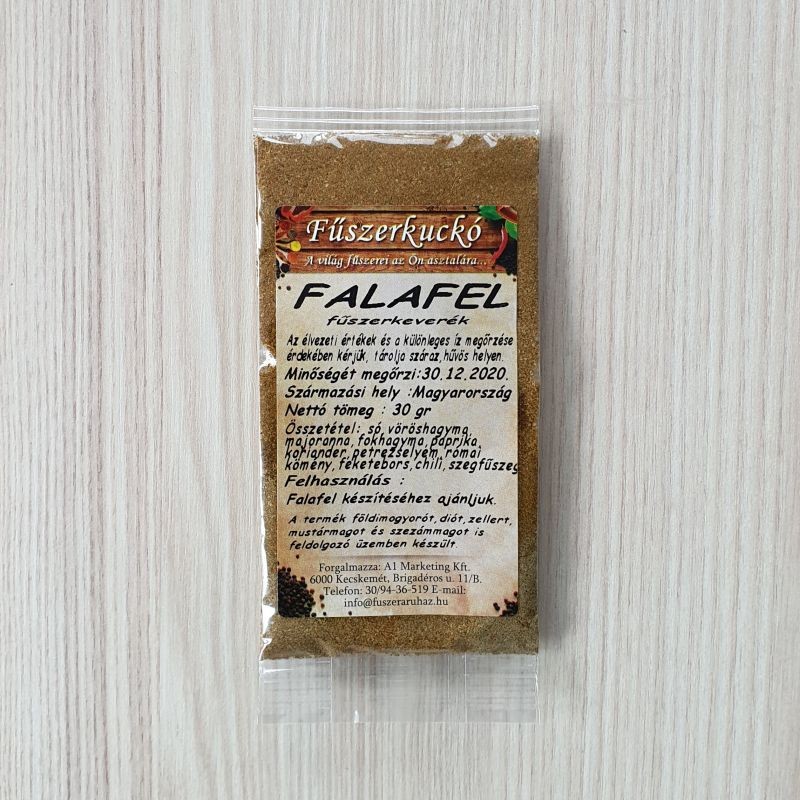 Fűszerkuckó
A világ fűszerei az Ön asztalára...
FALAFEL
fűszerkeverék
Az élvezeti értékek és a különleges íz megőrzése
érdekében kérjük, tárolja száraz,hűvös helyen.
Minőségét megőrzi:30.12.2020.
Származási hely :Magyarország
Nettó tömeg : 30 gr
Összetétel: só,vöröshagyma,
majoranna,fokhagyma,paprika,
koriander,petrezselyem,római
kömény,feketebors,chili,szegfűszeg
Felhasználás :
Falafel készítéséhez ajánljuk.
A termék földimogyorót,diót,zellert,
mustármagot és szezámmagot is
feldolgozó üzemben készült.
Forgalmazza: A1 Marketing Kft.
6000 Kecskemét, Brigadéros u. 11/B.
Telefon: 30/94-36-519 E-mail:
info@fuszeraruhaz.hu